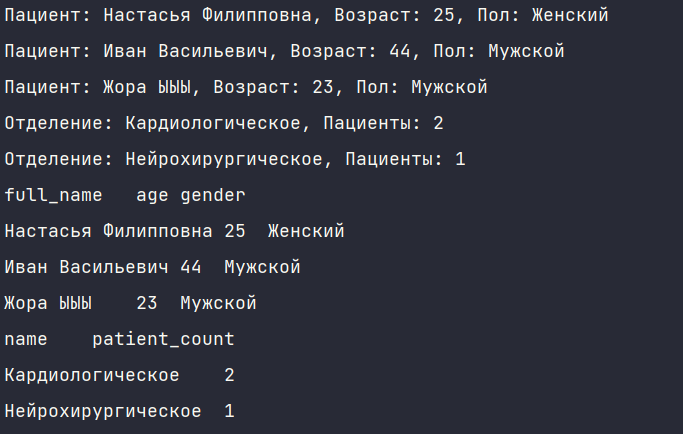 Пациент: Настасья Филипповна, Возраст: 25, Пол: Женский
Пациент: Иван Васильевич, Возраст: 44, Пол: Мужской
Пациент: Жора ЫЫЫ, Возраст: 23, Пол: Мужской
Отделение: Кардиологическое, Пациенты: 2
Отделение: Нейрохирургическое, Пациенты: 1
full_name   age gender
Настасья Филипповна 25  Женский
Иван Васильевич 44  Мужской
Жора ЫЫЫ    23  Мужской
name    patient_count
Кардиологическое    2
Нейрохирургическое  1